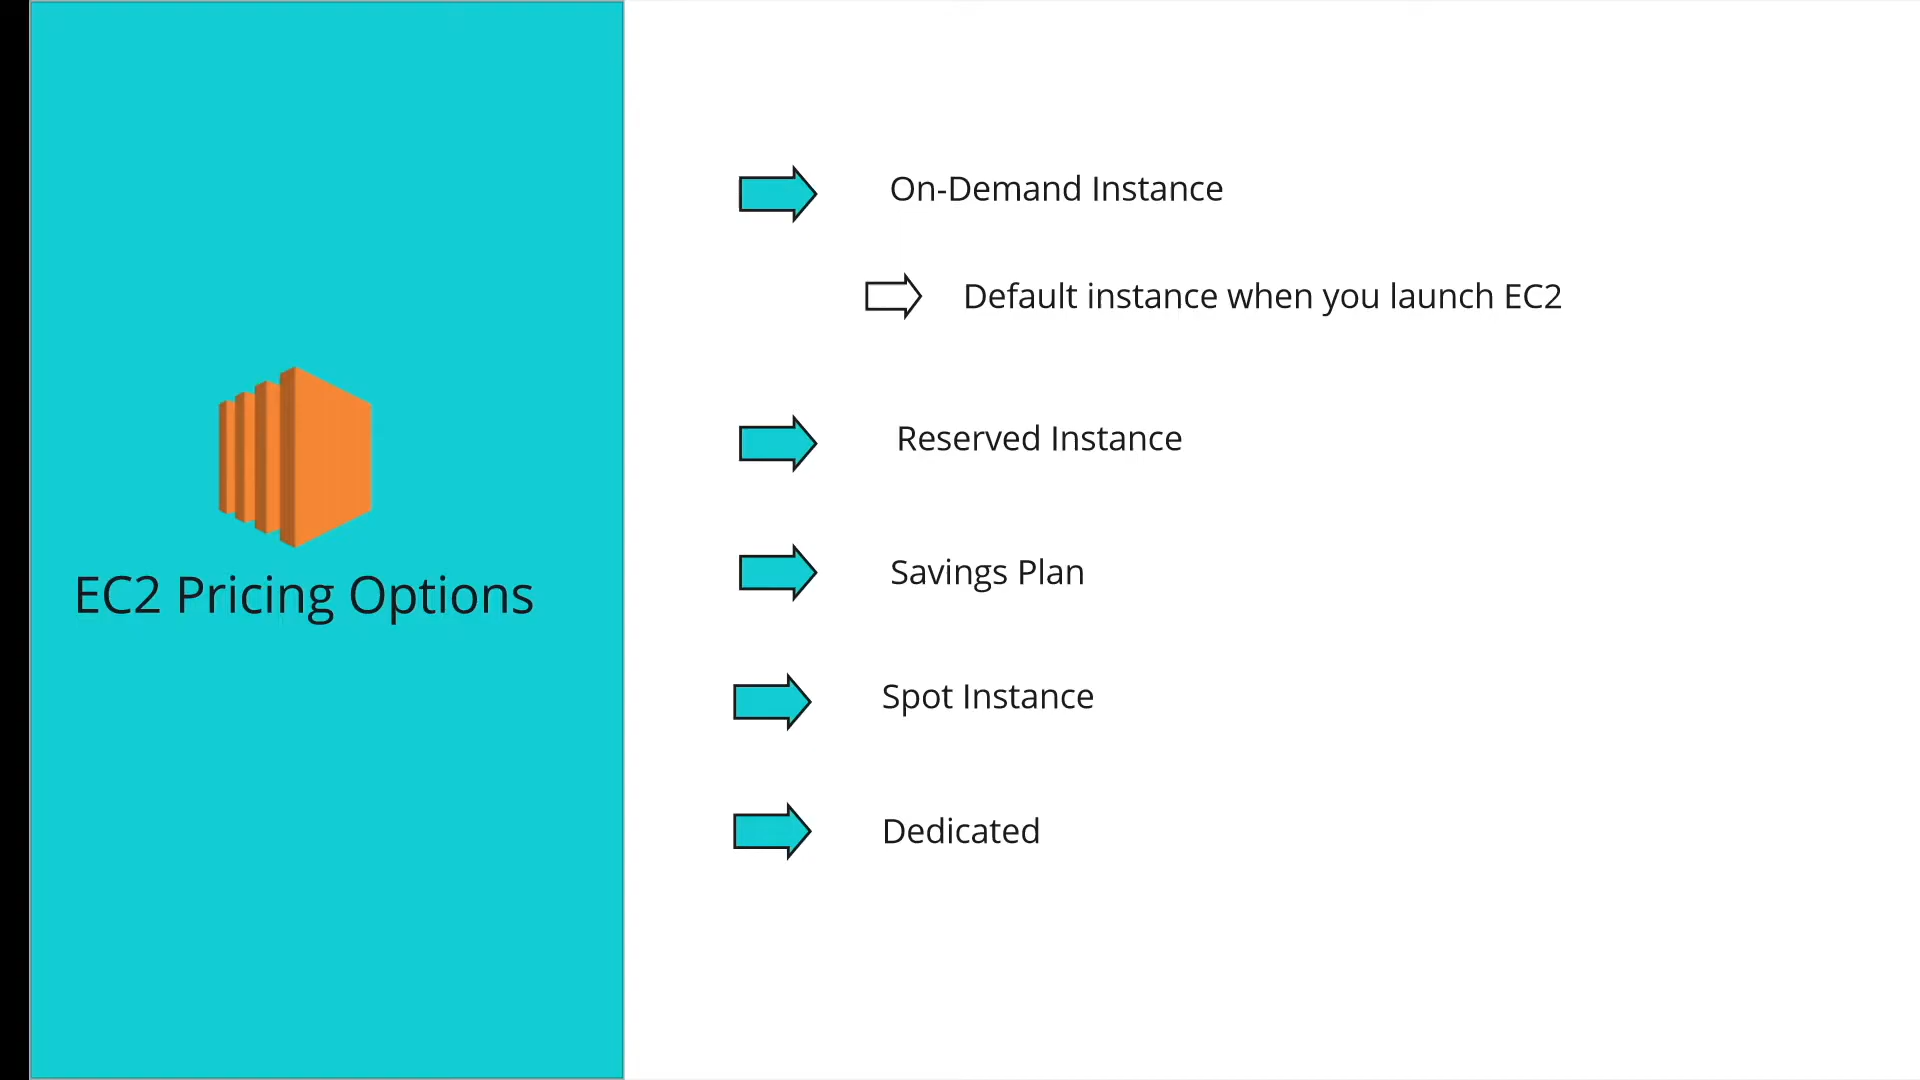 EC2 Pricing Options
On-Demand Instance
Default instance when you launch EC2
Reserved Instance
Savings Plan
Spot Instance
Dedicated